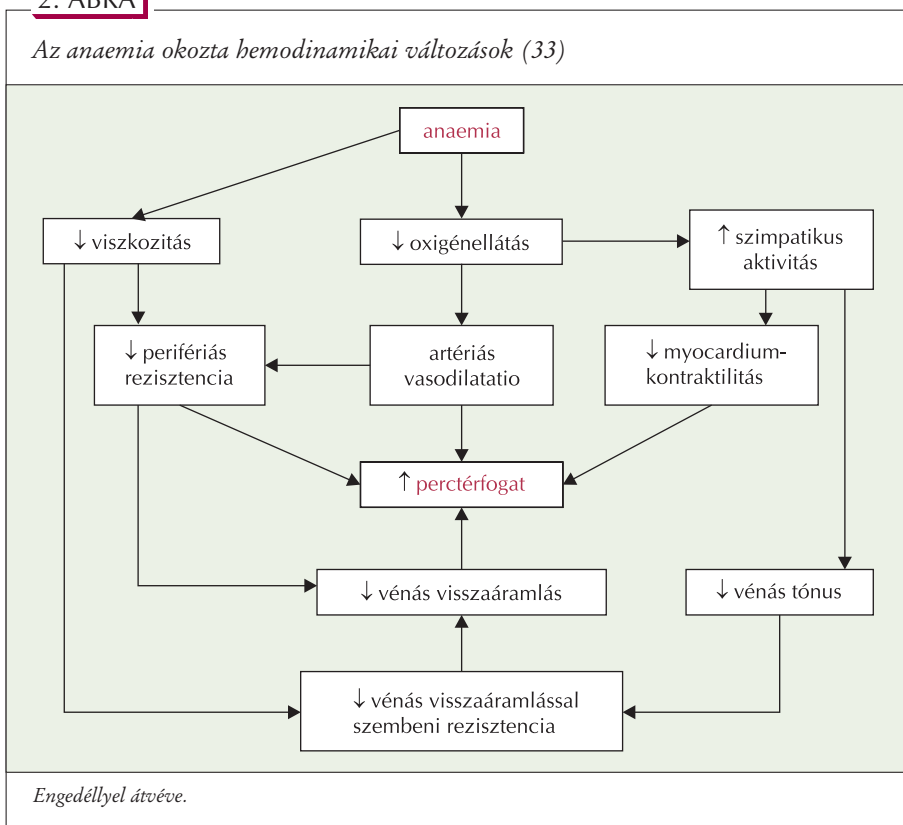 2. ÁBRA
Az anaemia okozta hemodinamikai változások (33)
anaemia
↓ viszkozitás
↓ oxigénellátás
↑ szimpatikus
aktivitás
↓ perifériás
rezisztencia
artériás
vasodilatatio
↓ myocardium-
kontraktilitás
↑ perctérfogat
↓ vénás visszaáramlás
↓ vénás tónus
↓ vénás visszaáramlással
szembeni rezisztencia
Engedéllyel átvéve.